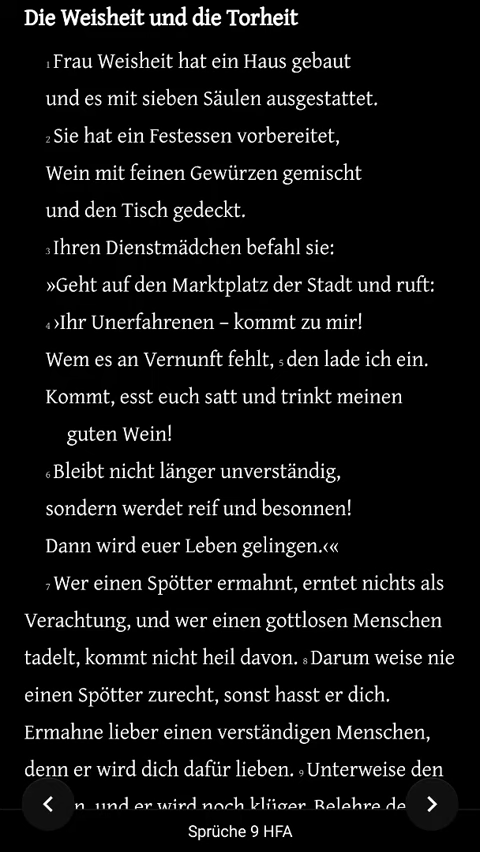 Die Weisheit und die Torheit
1 Frau Weisheit hat ein Haus gebaut
und es mit sieben Säulen ausgestattet.
2 Sie hat ein Festessen vorbereitet,
Wein mit feinen Gewürzen gemischt
und den Tisch gedeckt.
3 Ihren Dienstmädchen befahl sie:
»Geht auf den Marktplatz der Stadt und ruft:
4 ›Ihr Unerfahrenen – kommt zu mir!
Wem es an Vernunft fehlt, 5 den lade ich ein.
Kommt, esst euch satt und trinkt meinen
guten Wein!
6 Bleibt nicht länger unverständig,
sondern werdet reif und besonnen!
Dann wird euer Leben gelingen.‹«
7 Wer einen Spötter ermahnt, erntet nichts als
Verachtung, und wer einen gottlosen Menschen
tadelt, kommt nicht heil davon. 8 Darum weise nie
einen Spötter zurecht, sonst hasst er dich.
Ermahne lieber einen verständigen Menschen,
denn er wird dich dafür lieben. 9 Unterweise den
und er wird noch klüger. Belehre
Sprüche 9 HFA